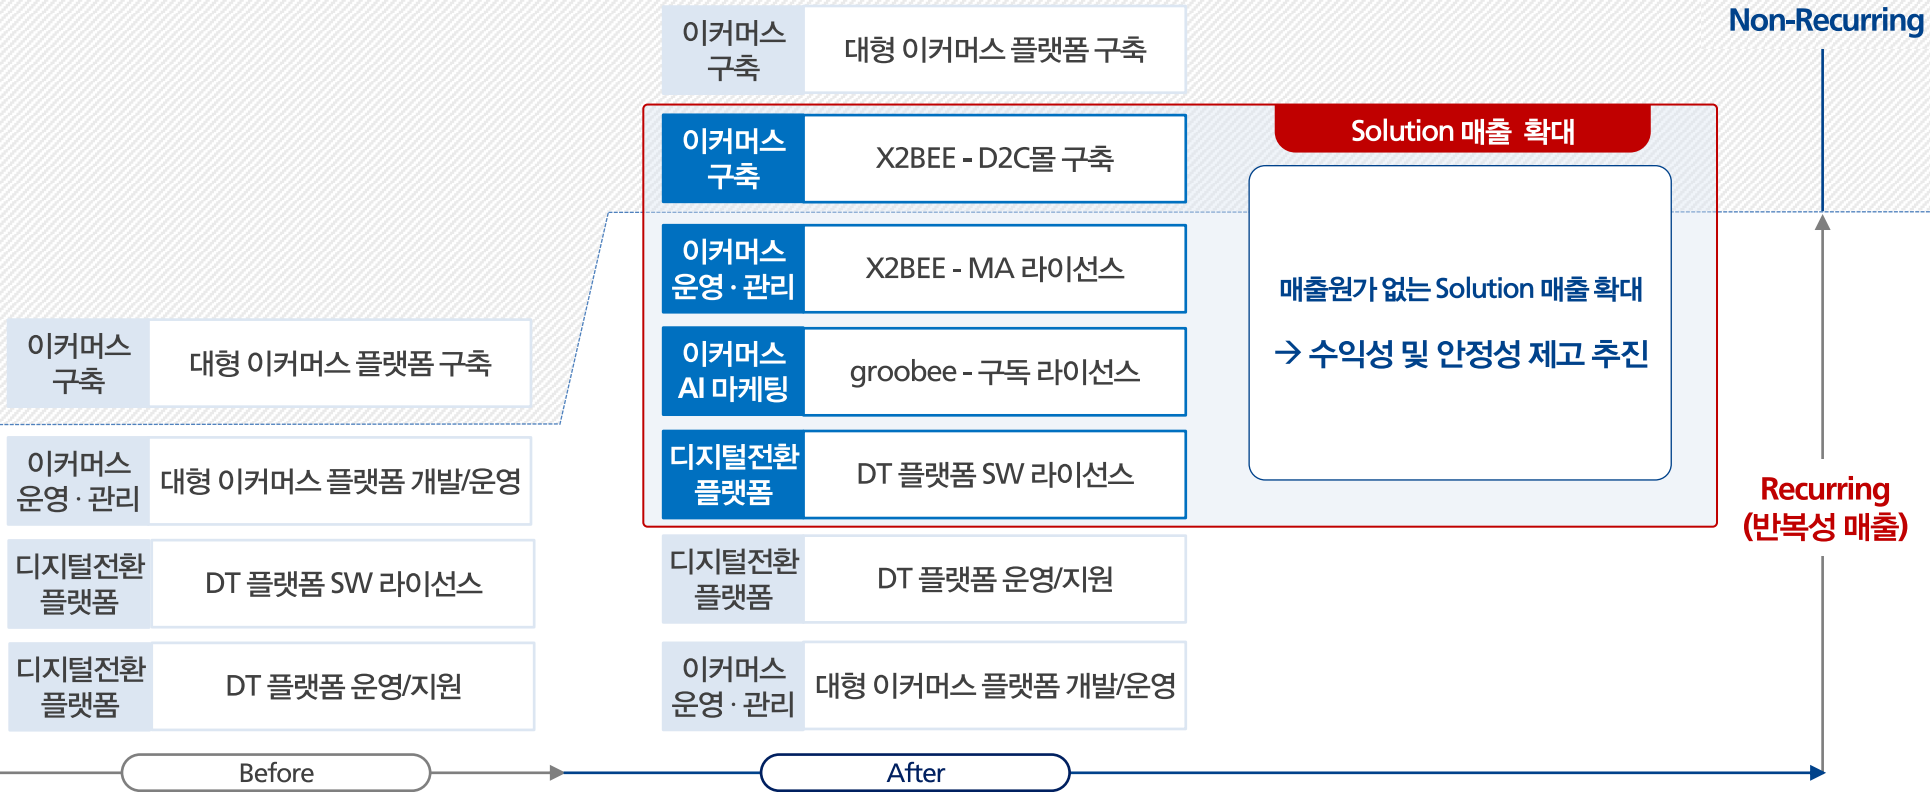 이커머스
구축
대형 이커머스 플랫폼 구축
이커머스
운영 · 관리
대형 이커머스 플랫폼 개발/운영
디지털전환
플랫폼
DT 플랫폼 SW 라이선스
디지털전환
플랫폼
DT 플랫폼 운영/지원
Before
이커머스
구축
대형 이커머스 플랫폼 구축
이커머스
구축
X2BEE - D2C몰 구축
이커머스
운영 · 관리
X2BEE - MA 라이선스
이커머스
AI 마케팅
groobee - 구독 라이선스
디지털전환
플랫폼
DT 플랫폼 SW 라이선스
디지털전환
플랫폼
DT 플랫폼 운영/지원
이커머스
운영 · 관리
대형 이커머스 플랫폼 개발/운영
After
Solution 매출 확대
매출원가 없는 Solution 매출 확대
→ 수익성 및 안정성 제고 추진
Non-Recurring
Recurring
(반복성 매출)